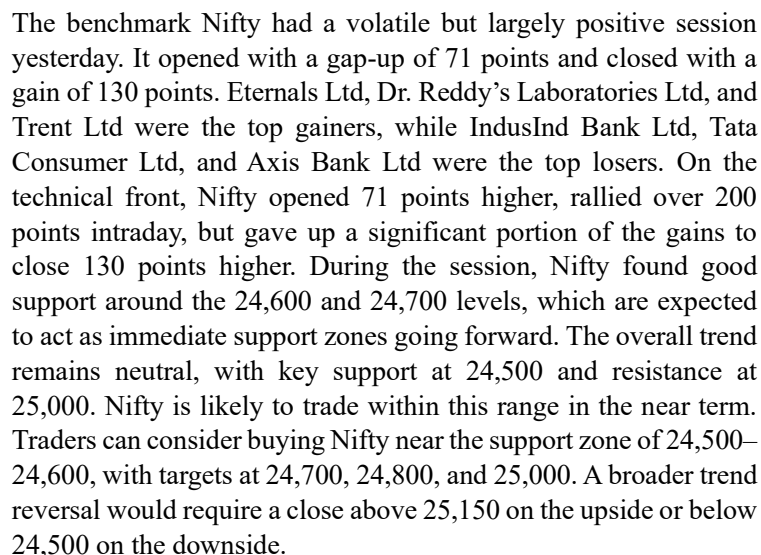 The benchmark Nifty had a volatile but largely positive session
yesterday. It opened with a gap-up of 71 points and closed with a
gain of 130 points. Eternals Ltd, Dr. Reddy’s Laboratories Ltd, and
Trent Ltd were the top gainers, while IndusInd Bank Ltd, Tata
Consumer Ltd, and Axis Bank Ltd were the top losers. On the
technical front, Nifty opened 71 points higher, rallied over 200
points intraday, but gave up a significant portion of the gains to
close 130 points higher. During the session, Nifty found good
support around the 24,600 and 24,700 levels, which are expected
to act as immediate support zones going forward. The overall trend
remains neutral, with key support at 24,500 and resistance at
25,000. Nifty is likely to trade within this range in the near term.
Traders can consider buying Nifty near the support zone of 24,500–
24,600, with targets at 24,700, 24,800, and 25,000. A broader trend
reversal would require a close above 25,150 on the upside or below
24,500 on the downside.